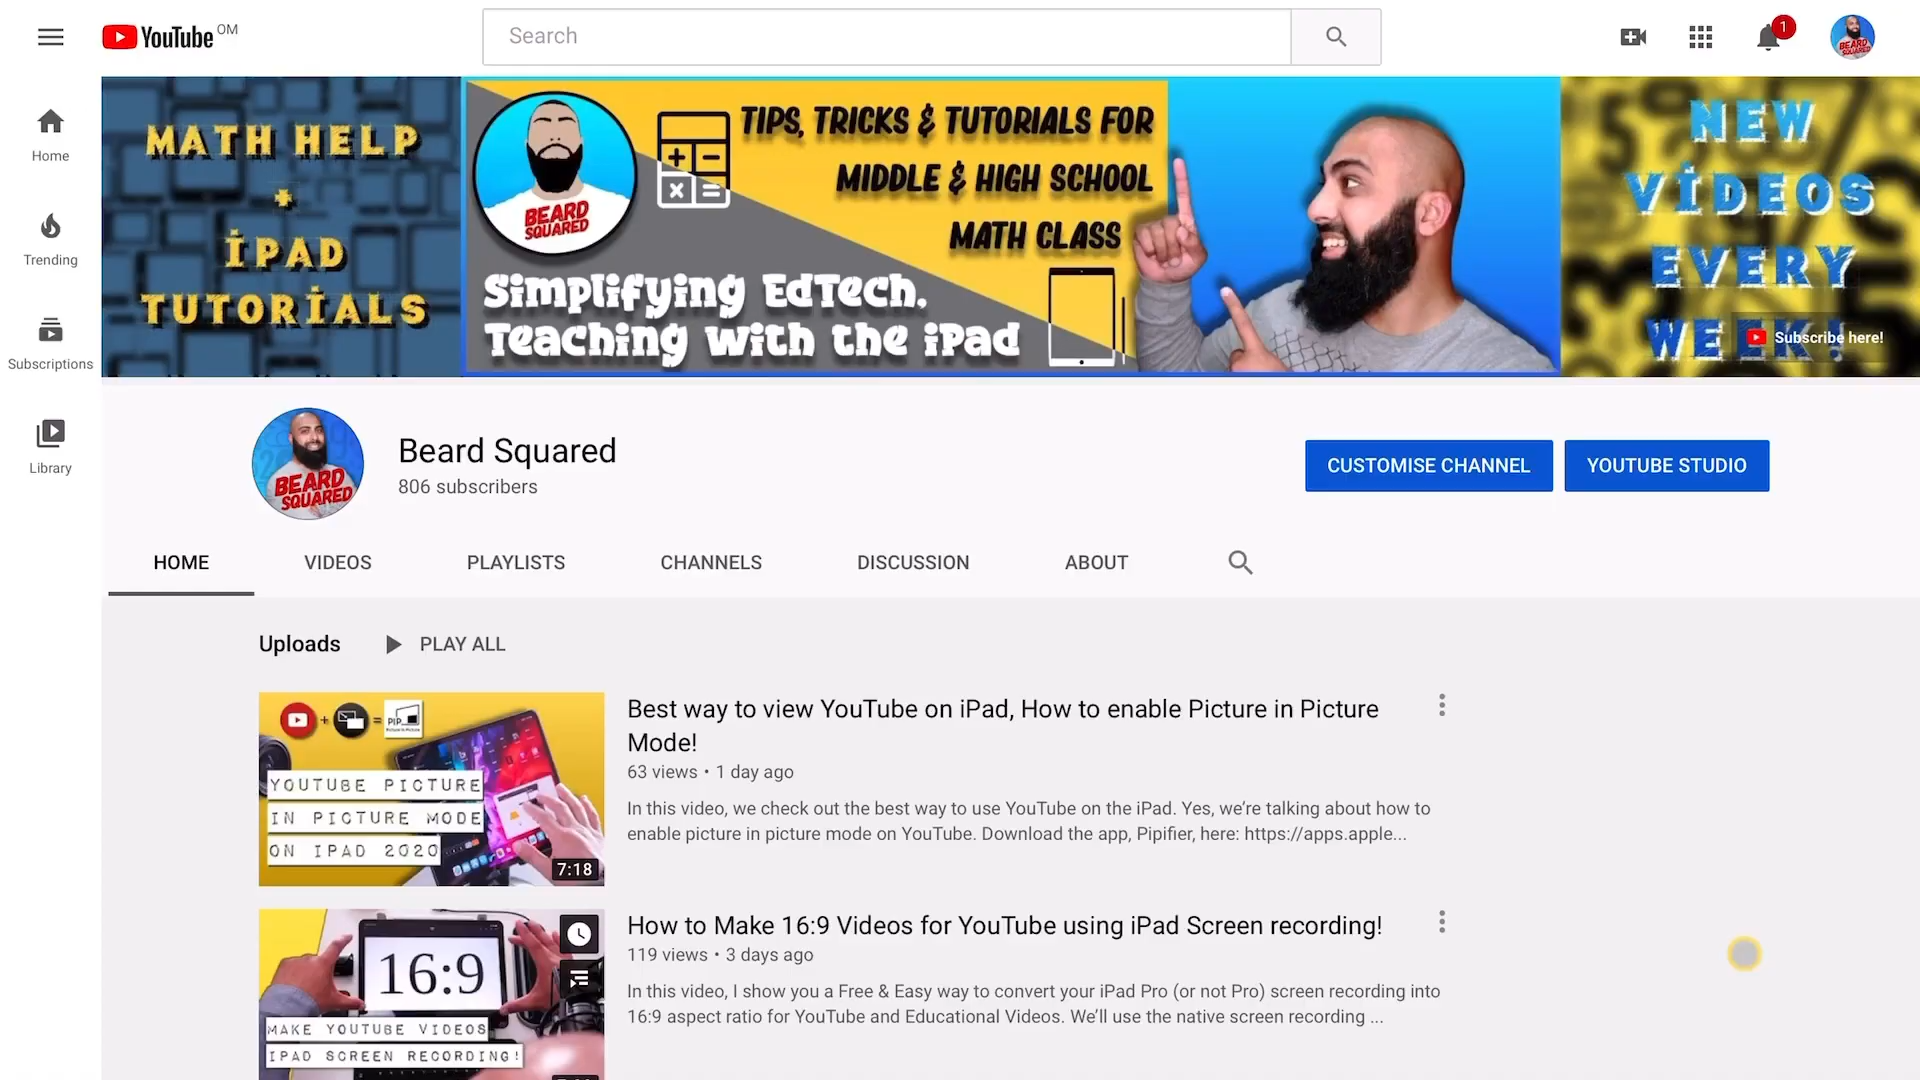 YouTube OM
Search
1
Home
Trending
Subscriptions
Library
MATH HELP
+
İPAD
TUTORİALS
BEARD
SQUARED
TIPS, TRICKS & TUTORIALS FOR
MIDDLE & HIGH SCHOOL
MATH CLASS
Simplifying EdTech,
Teaching with the iPad
NEW
VİDEOS
EVERY
WEEK!
Subscribe here!
BEARD
SQUARED
Beard Squared
806 subscribers
CUSTOMISE CHANNEL
YOUTUBE STUDIO
HOME
VIDEOS
PLAYLISTS
CHANNELS
DISCUSSION
ABOUT
Uploads
PLAY ALL
+ = PIP
YOUTUBE PICTURE
IN PICTURE MODE
ON IPAD 2020
7:18
Best way to view YouTube on iPad, How to enable Picture in Picture
Mode!
63 views • 1 day ago
In this video, we check out the best way to use YouTube on the iPad. Yes, we’re talking about how to
enable picture in picture mode on YouTube. Download the app, Pipifier, here: https://apps.apple...
16:9
MAKE YOUTUBE VIDEOS
IPAD SCREEN RECORDING!
How to Make 16:9 Videos for YouTube using iPad Screen recording!
119 views • 3 days ago
In this video, I show you a Free & Easy way to convert your iPad Pro (or not Pro) screen recording into
16:9 aspect ratio for YouTube and Educational Videos. We’ll use the native screen recording ...